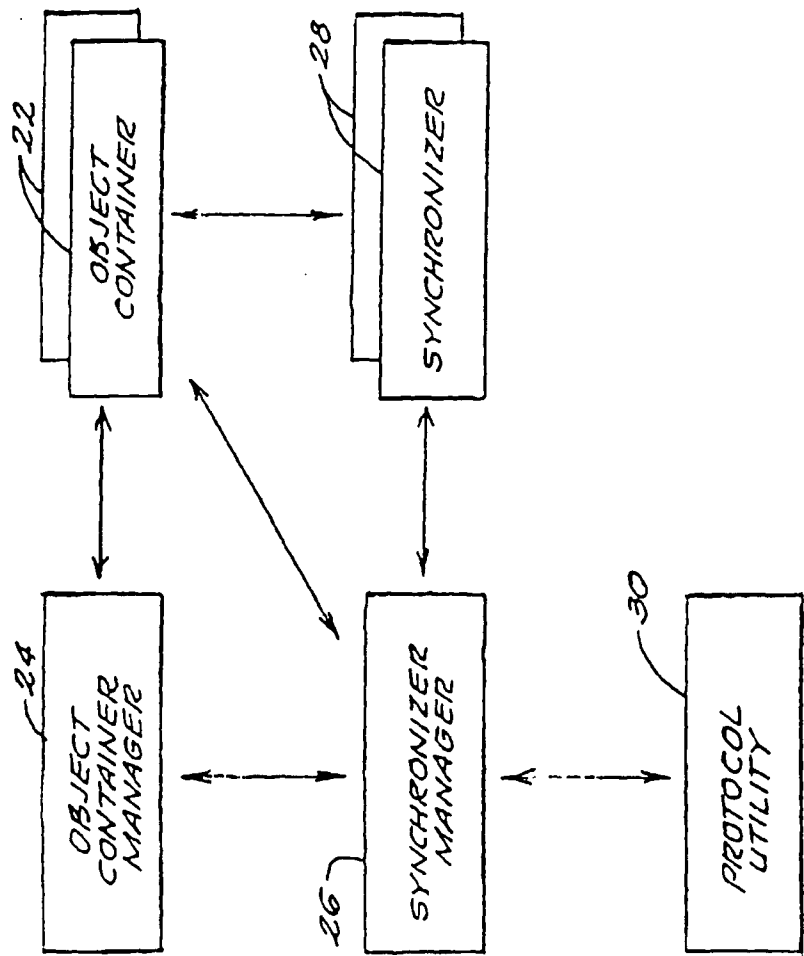 24
OBJECT
CONTAINER
MANAGER
22
OBJECT
CONTAINER
26
SYNCHRONIZER
MANAGER
28
SYNCHRONIZER
30
PROTOCOL
UTILITY